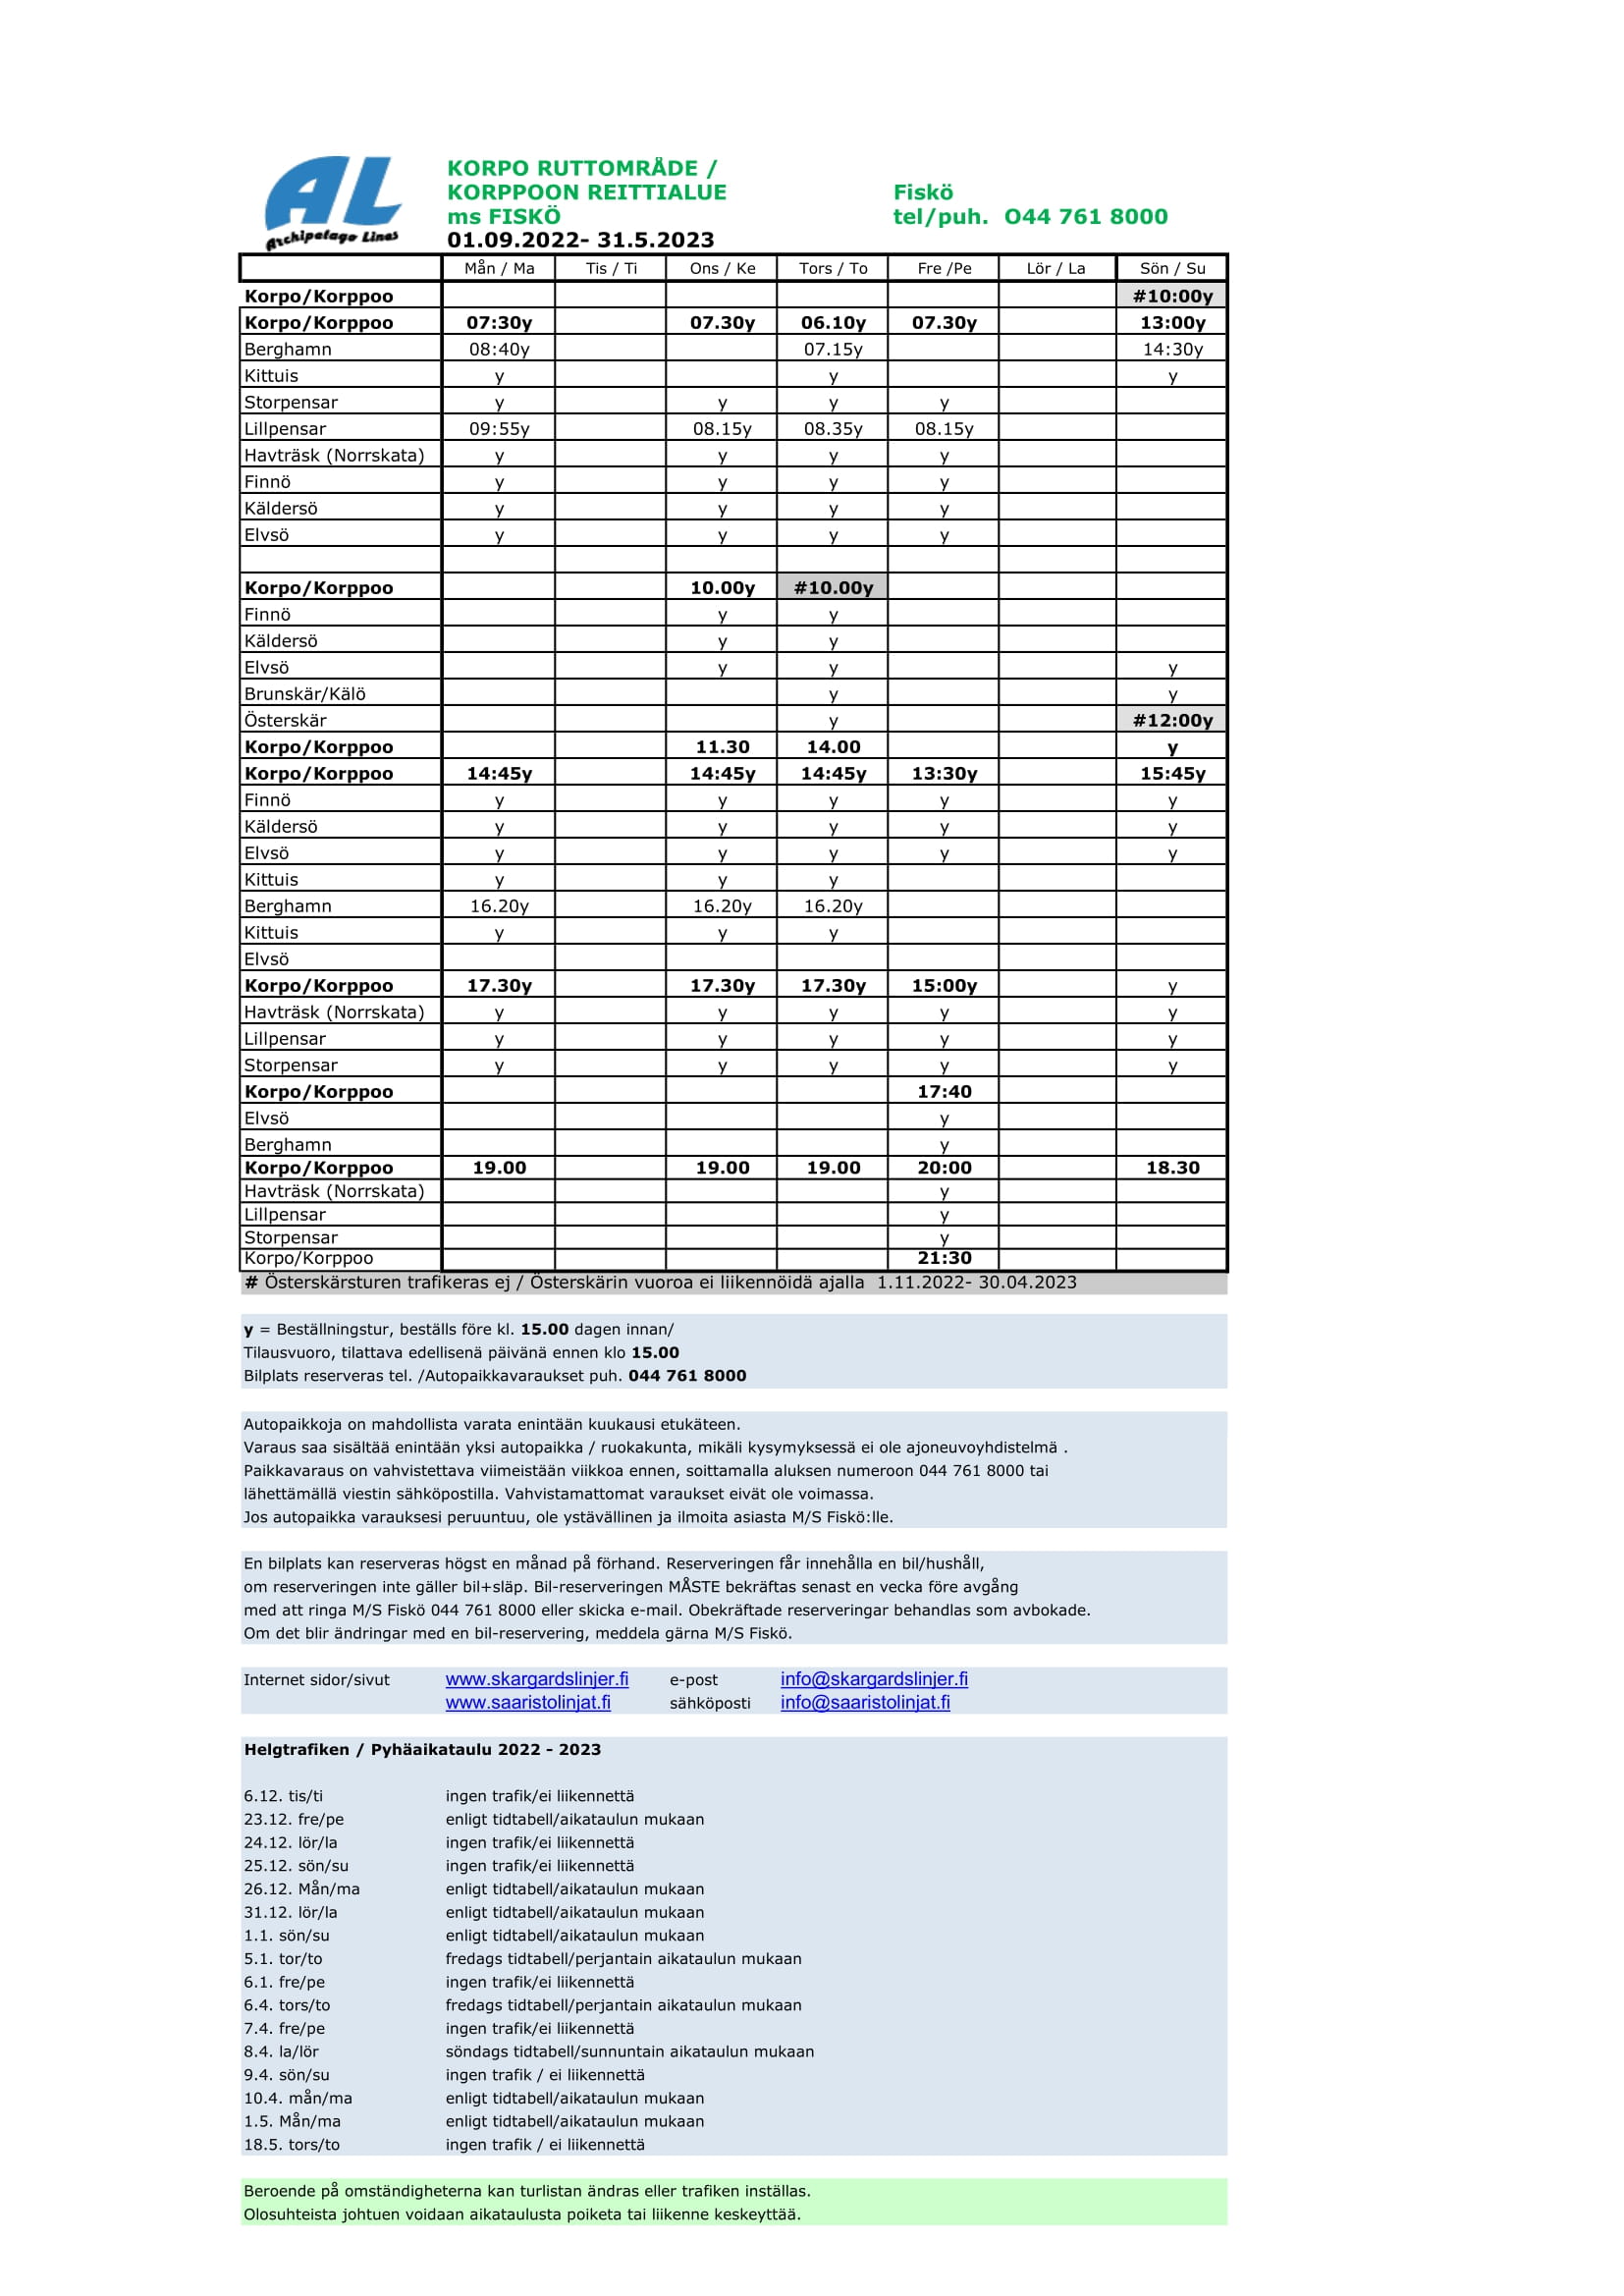 AL
Archipelago Lines
KORPO RUTTOMRÅDE /
KORPPOON REITTIALUE
ms FISKÖ
01.09.2022- 31.5.2023
Fiskö
tel/puh. O44 761 8000
Mån / Ma Tis / Ti Ons / Ke Tors / To Fre /Pe Lör / La Sön / Su
Korpo/Korppoo #10:00y
Korpo/Korppoo 07:30y 07.30y 06.10y 07.30y 13:00y
Berghamn 08:40y 07.15y 14:30y
Kittuis y y y
Storpensar y y y y
Lillpensar 09:55y 08.15y 08.35y 08.15y
Havträsk (Norrskata) y y y y
Finnö y y y y
Käldersö y y y y
Elvsö y y y y
Korpo/Korppoo 10.00y #10.00y
Finnö y y
Käldersö y y
Elvsö y y y
Brunskär/Kälö y y
Österskär y #12:00y
Korpo/Korppoo 11.30 14.00 y
Korpo/Korppoo 14:45y 14:45y 14:45y 13:30y 15:45y
Finnö y y y y y
Käldersö y y y y y
Elvsö y y y y y
Kittuis y y y
Berghamn 16.20y 16.20y 16.20y
Kittuis y y y
Elvsö
Korpo/Korppoo 17.30y 17.30y 17.30y 15:00y y
Havträsk (Norrskata) y y y y y
Lillpensar y y y y y
Storpensar y y y y y
Korpo/Korppoo 17:40
Elvsö y
Berghamn y
Korpo/Korppoo 19.00 19.00 19.00 20:00 18.30
Havträsk (Norrskata) y
Lillpensar y
Storpensar y
Korpo/Korppoo 21:30
# Österskärsturen trafikeras ej / Österskärin vuoroa ei liikennöidä ajalla 1.11.2022- 30.04.2023
y = Beställningstur, beställs före kl. 15.00 dagen innan/
Tilausvuoro, tilattava edellisenä päivänä ennen klo 15.00
Bilplats reserveras tel. /Autopaikkavaraukset puh. 044 761 8000
Autopaikkoja on mahdollista varata enintään kuukausi etukäteen.
Varaus saa sisältää enintään yksi autopaikka / ruokakunta, mikäli kysymyksessä ei ole ajoneuvoyhdistelmä .
Paikkavaraus on vahvistettava viimeistään viikkoa ennen, soittamalla aluksen numeroon 044 761 8000 tai
lähettämällä viestin sähköpostilla. Vahvistamattomat varaukset eivät ole voimassa.
Jos autopaikka varauksesi peruuntuu, ole ystävällinen ja ilmoita asiasta M/S Fiskö:lle.
En bilplats kan reserveras högst en månad på förhand. Reserveringen får innehålla en bil/hushåll,
om reserveringen inte gäller bil+släp. Bil-reserveringen MÅSTE bekräftas senast en vecka före avgång
med att ringa M/S Fiskö 044 761 8000 eller skicka e-mail. Obekräftade reserveringar behandlas som avbokade.
Om det blir ändringar med en bil-reservering, meddela gärna M/S Fiskö.
Internet sidor/sivut www.skargardslinjer.fi e-post info@skargardslinjer.fi
www.saaristolinjat.fi sähköposti info@saaristolinjat.fi
Helgtrafiken / Pyhäaikataulu 2022 - 2023
6.12. tis/ti ingen trafik/ei liikennettä
23.12. fre/pe enligt tidtabell/aikataulun mukaan
24.12. lör/la ingen trafik/ei liikennettä
25.12. sön/su ingen trafik/ei liikennettä
26.12. Mån/ma enligt tidtabell/aikataulun mukaan
31.12. lör/la enligt tidtabell/aikataulun mukaan
1.1. sön/su enligt tidtabell/aikataulun mukaan
5.1. tor/to fredags tidtabell/perjantain aikataulun mukaan
6.1. fre/pe ingen trafik/ei liikennettä
6.4. tors/to fredags tidtabell/perjantain aikataulun mukaan
7.4. fre/pe ingen trafik/ei liikennettä
8.4. la/lör söndags tidtabell/sunnuntain aikataulun mukaan
9.4. sön/su ingen trafik / ei liikennettä
10.4. mån/ma enligt tidtabell/aikataulun mukaan
1.5. Mån/ma enligt tidtabell/aikataulun mukaan
18.5. tors/to ingen trafik / ei liikennettä
Beroende på omständigheterna kan turlistan ändras eller trafiken inställas.
Olosuhteista johtuen voidaan aikataulusta poiketa tai liikenne keskeyttää.